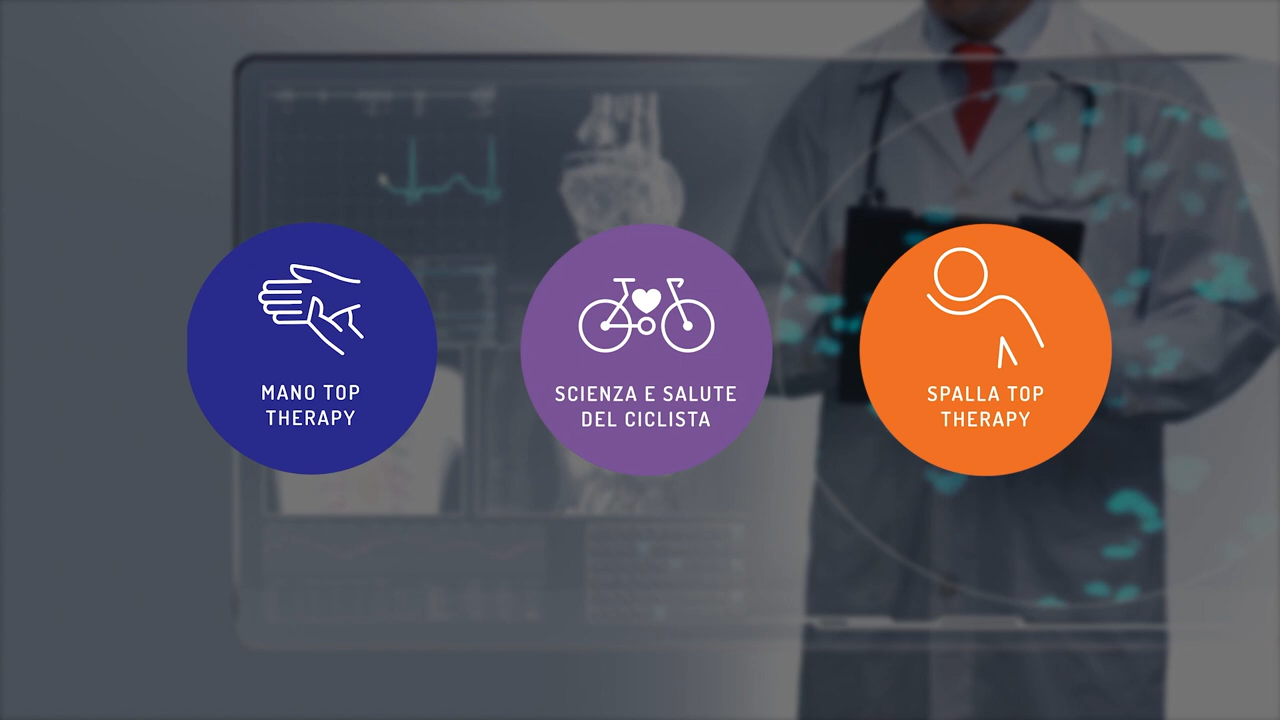 MANO TOP
THERAPY
SCIENZA E SALUTE
DEL CICLISTA
SPALLA TOP
THERAPY